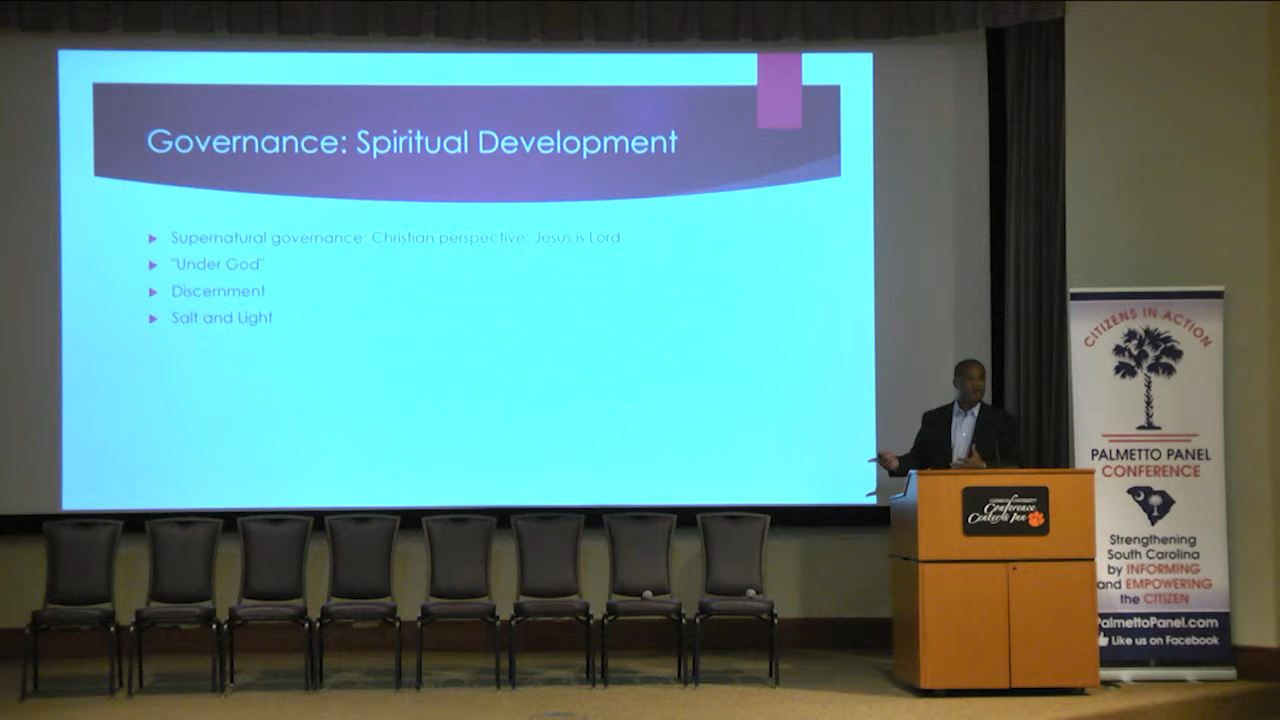 Governance: Spiritual Development
Supernatural governance: Christian perspective: Jesus is Lord
"Under God"
Discernment
Salt and Light
CLEMSON UNIVERSITY
Conference
Center & Inn
CITIZENS IN ACTION
PALMETTO PANEL
CONFERENCE
Strengthening
South Carolina
by INFORMING
and EMPOWERING
the CITIZEN
PalmettoPanel.com
Like us on Facebook